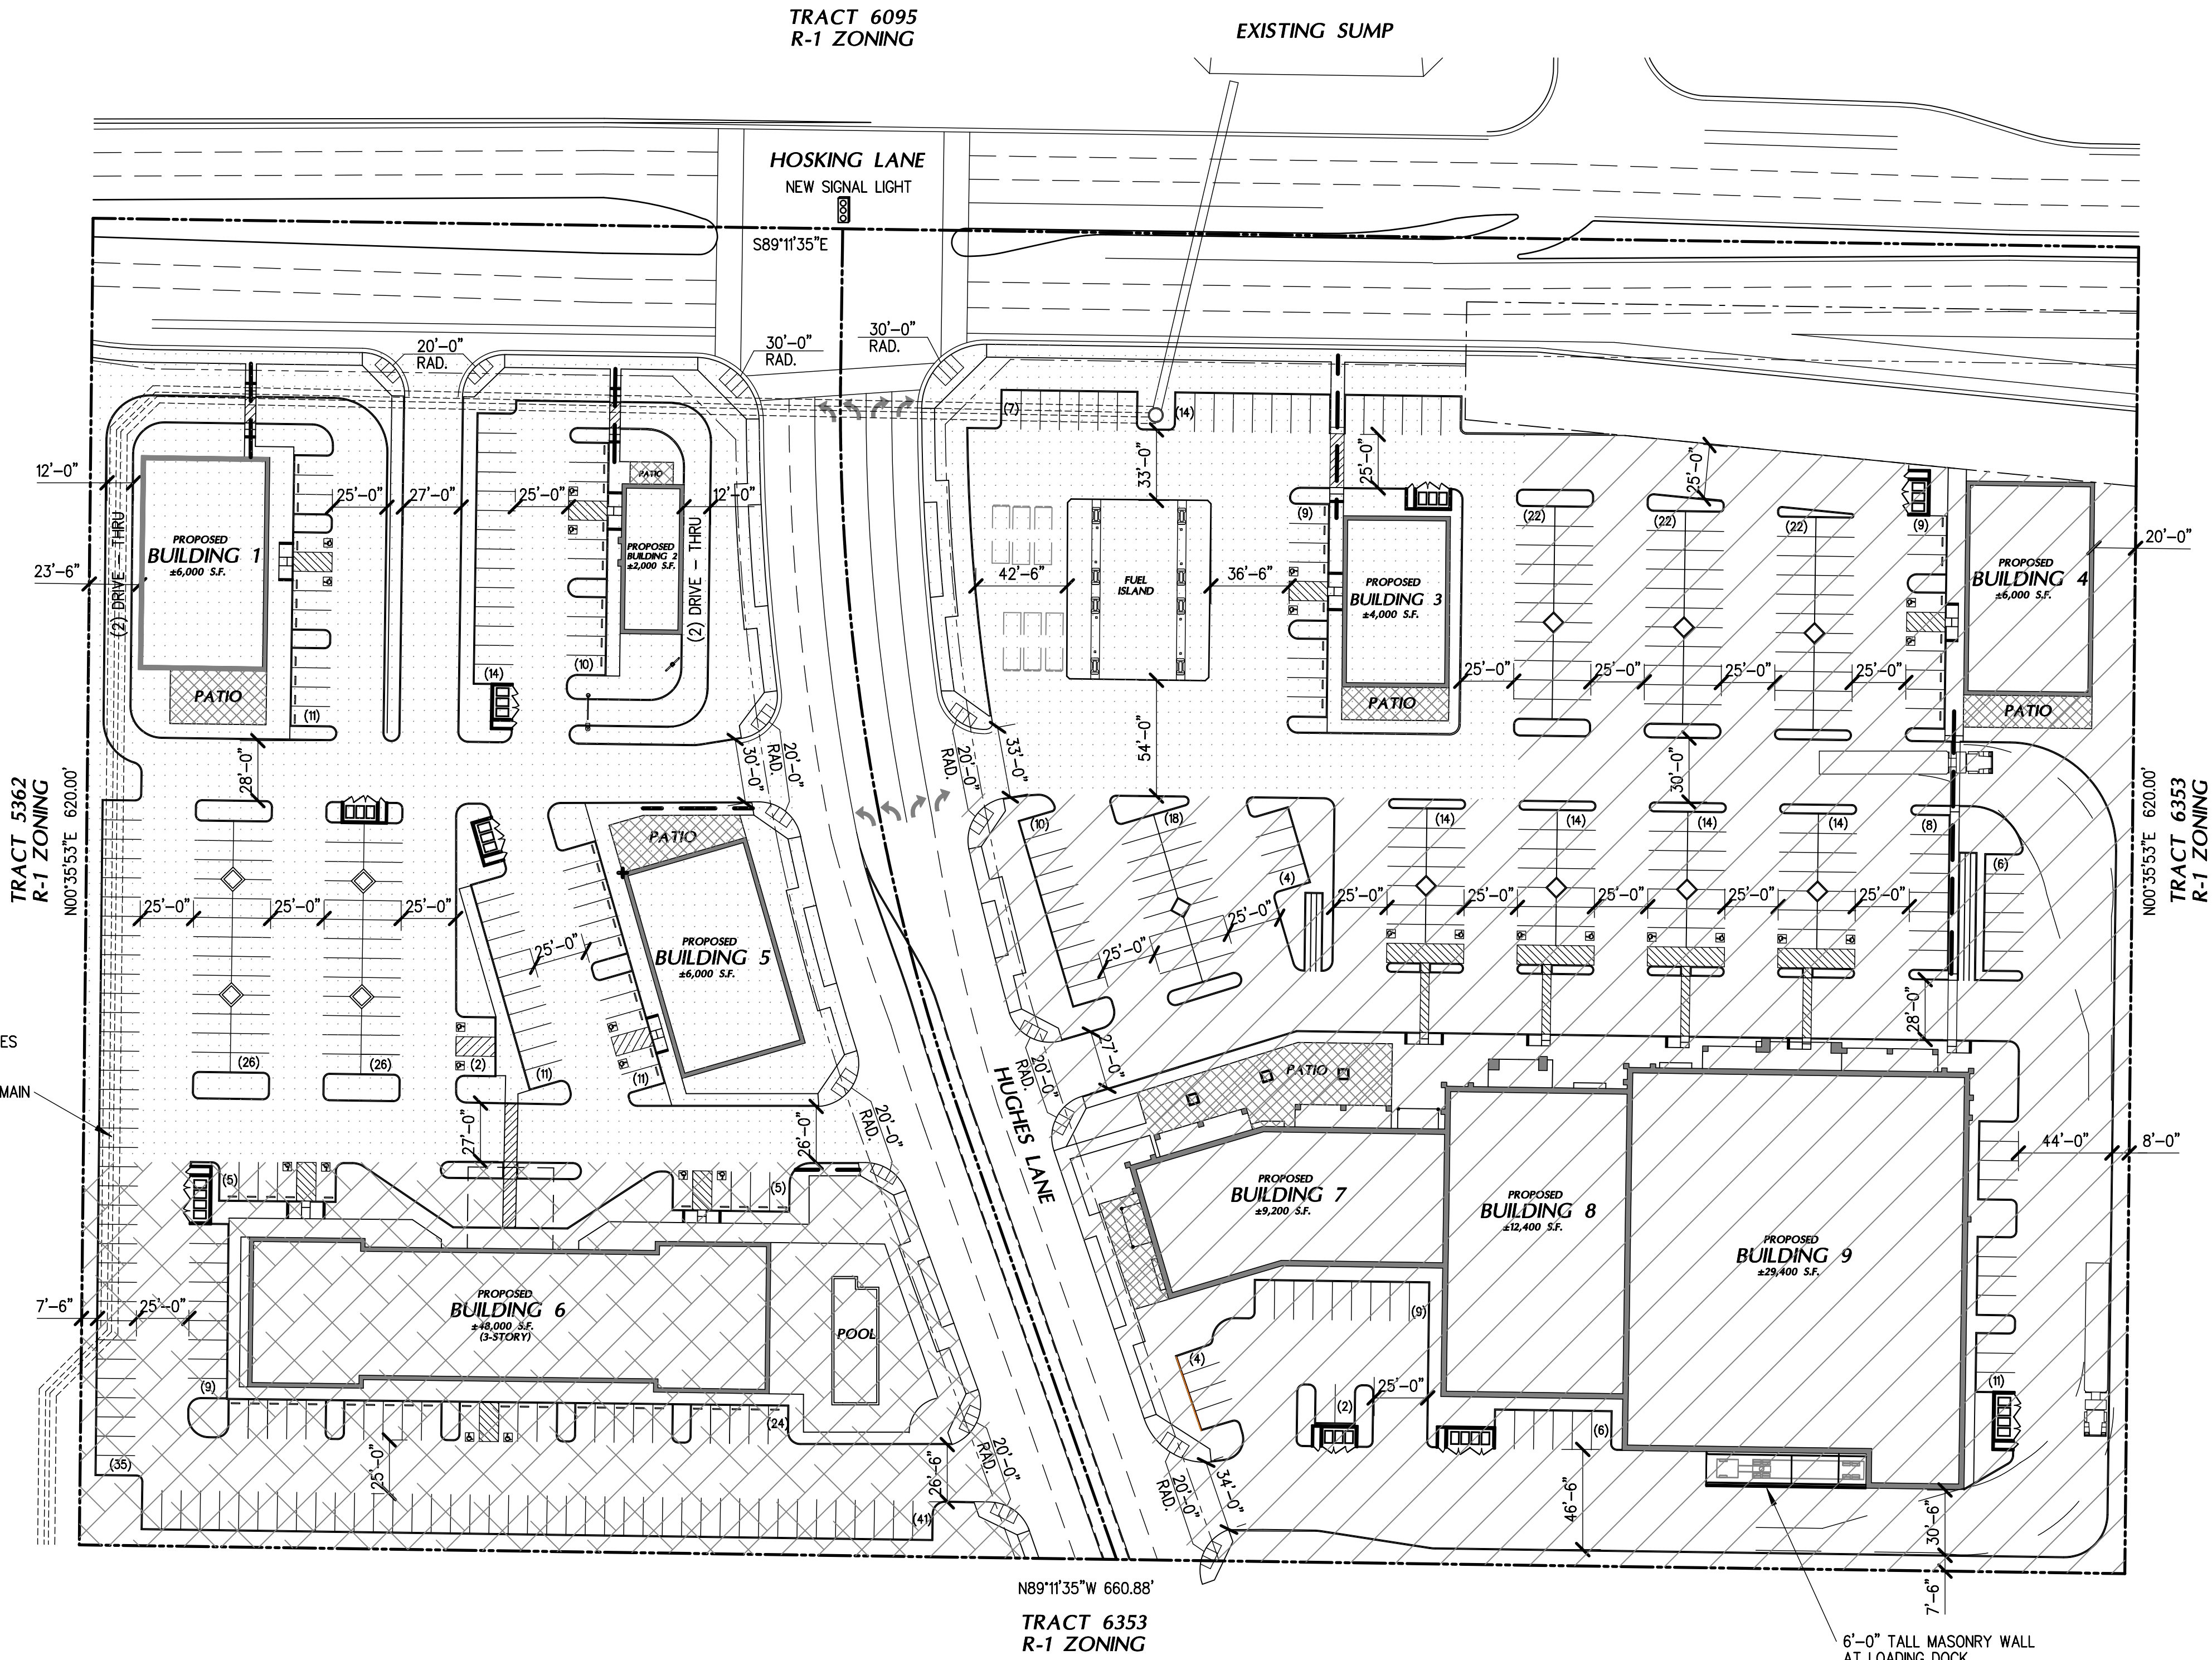 TRACT 6095
R-1 ZONING
EXISTING SUMP
HOSKING LANE
NEW SIGNAL LIGHT
S89°11'35"E
20'-0"
RAD.
30'-0"
RAD.
30'-0"
RAD.
(7)
(14)
12'-0"
25'-0"
27'-0"
25'-0"
12'-0"
PATIO
33'-0"
25'-0"
25'-0"
(9)
(22)
(22)
(22)
(9)
PROPOSED
BUILDING 1
±6,000 S.F.
(2) DRIVE - THRU
PROPOSED
BUILDING 2
±2,000 S.F.
(2) DRIVE - THRU
23'-6"
42'-6"
FUEL
ISLAND
36'-6"
PROPOSED
BUILDING 3
±4,000 S.F.
PROPOSED
BUILDING 4
±6,000 S.F.
20'-0"
PATIO
(11)
(14)
(10)
PATIO
25'-0"
25'-0"
25'-0"
25'-0"
PATIO
28'-0"
30'-0"
20'-0"
RAD.
20'-0"
RAD.
33'-0"
54'-0"
30'-0"
TRACT 5362
R-1 ZONING
N00°35'53"E 620.00'
N00°35'53"E 620.00'
TRACT 6353
R-1 ZONING
PATIO
(10)
(18)
(4)
(14)
(14)
(14)
(14)
(8)
(6)
25'-0"
25'-0"
25'-0"
25'-0"
25'-0"
25'-0"
25'-0"
25'-0"
25'-0"
25'-0"
25'-0"
PROPOSED
BUILDING 5
±6,000 S.F.
ES
MAIN
(26)
(26)
(2)
(11)
(11)
28'-0"
27'-0"
20'-0"
RAD.
27'-0"
26'-0"
20'-0"
RAD.
HUGHES LANE
PATIO
(5)
(5)
44'-0"
8'-0"
PROPOSED
BUILDING 7
±9,200 S.F.
PROPOSED
BUILDING 8
±12,400 S.F.
PROPOSED
BUILDING 9
±29,400 S.F.
7'-6"
25'-0"
PROPOSED
BUILDING 6
±48,000 S.F.
(3-STORY)
POOL
(9)
(4)
(9)
(24)
(2)
25'-0"
(6)
(11)
(35)
25'-0"
26'-6"
20'-0"
RAD.
(41)
20'-0"
RAD.
34'-0"
46'-6"
30'-6"
7'-6"
N89°11'35"W 660.88'
TRACT 6353
R-1 ZONING
6'-0" TALL MASONRY WALL
AT LOADING DOCK